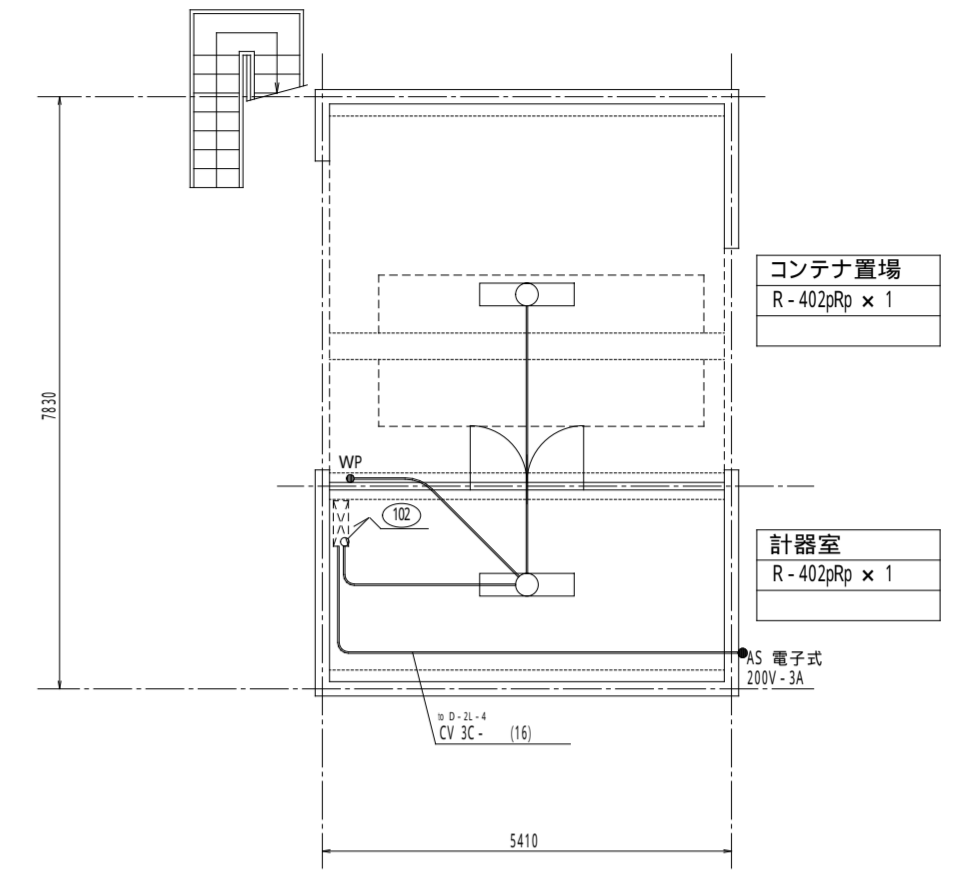 コンテナ置場
R-402pRp × 1
7830
WP
102
計器室
R-402pRp × 1
AS 電子式
200V-3A
to D-2L-4
CV 3C- (16)
5410